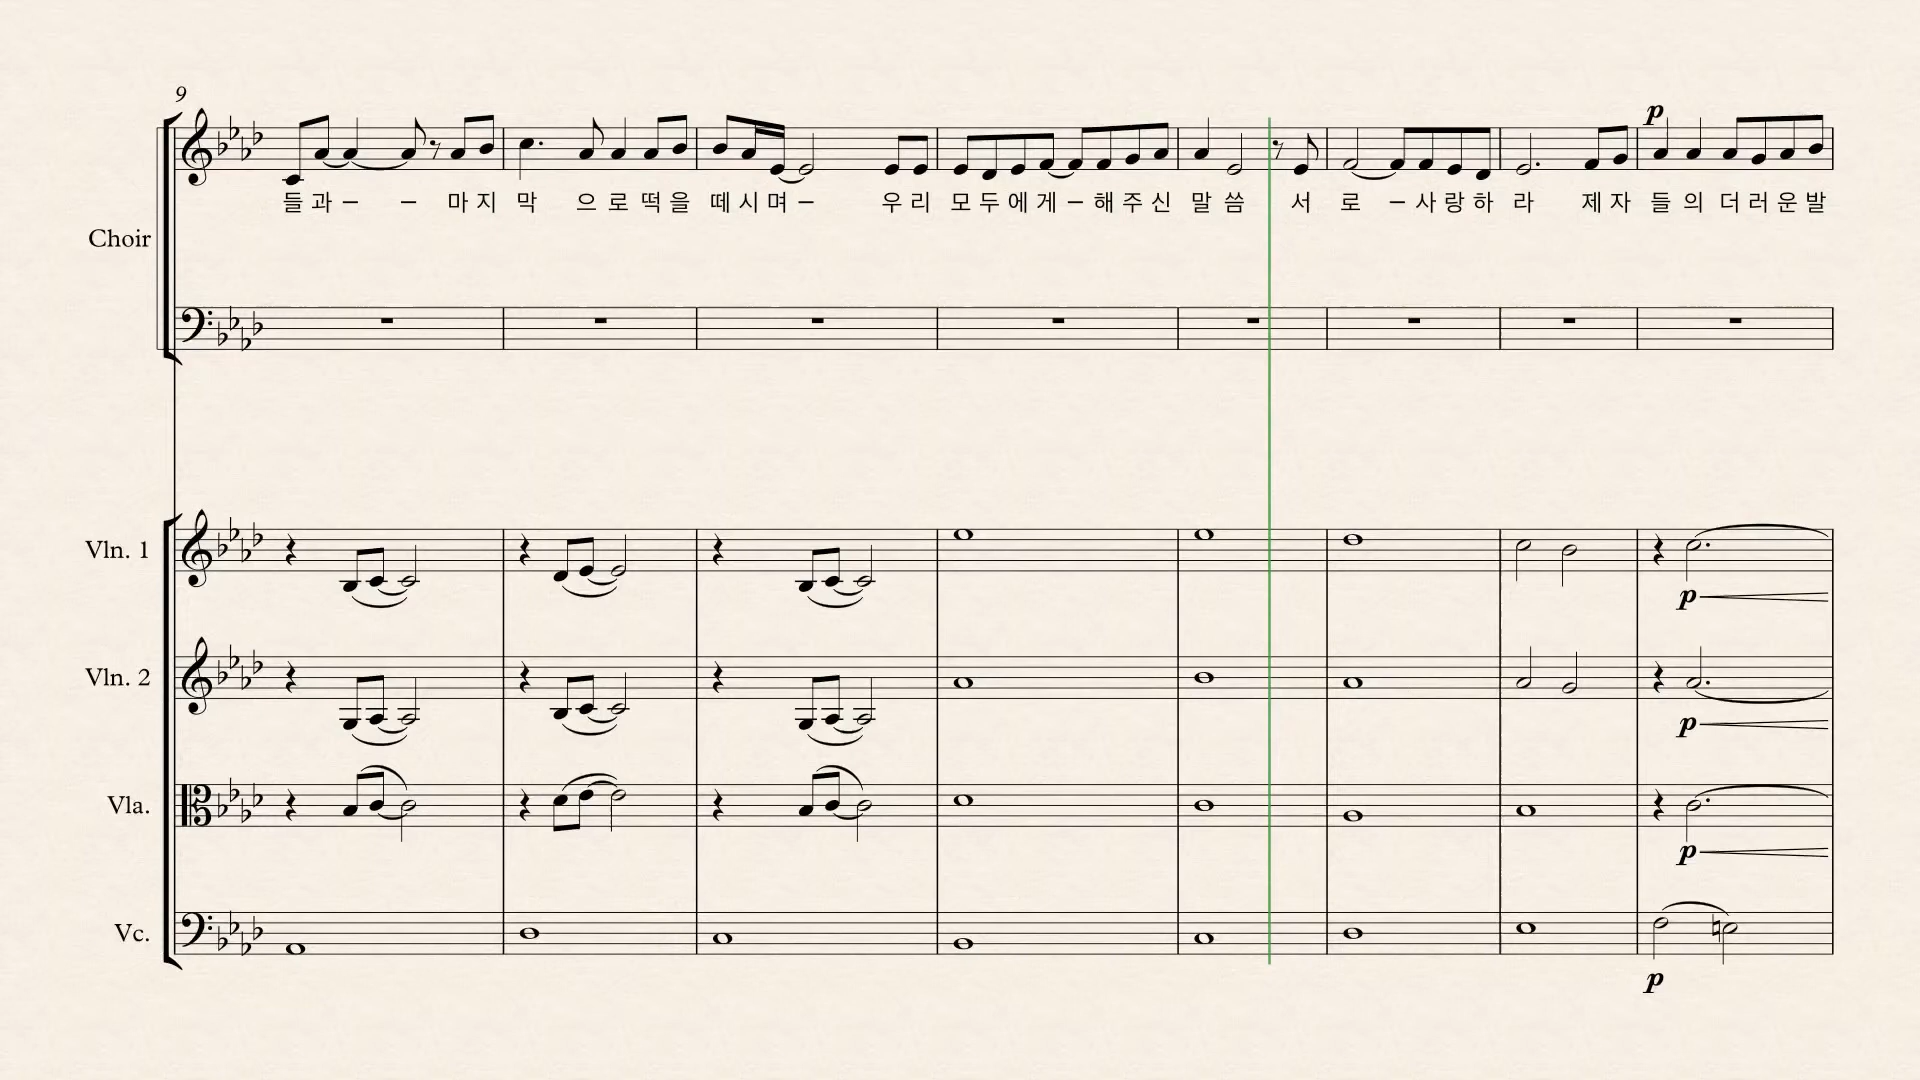 9
p
들 과 – – 마 지 막 으 로 떡 을 떼 시 며 – 우 리 모 두 에 게 – 해 주 신 말 씀 서 로 – 사 랑 하 라 제 자 들 의 더 러 운 발
Choir
Vln. 1
p
Vln. 2
p
Vla.
p
Vc.
p